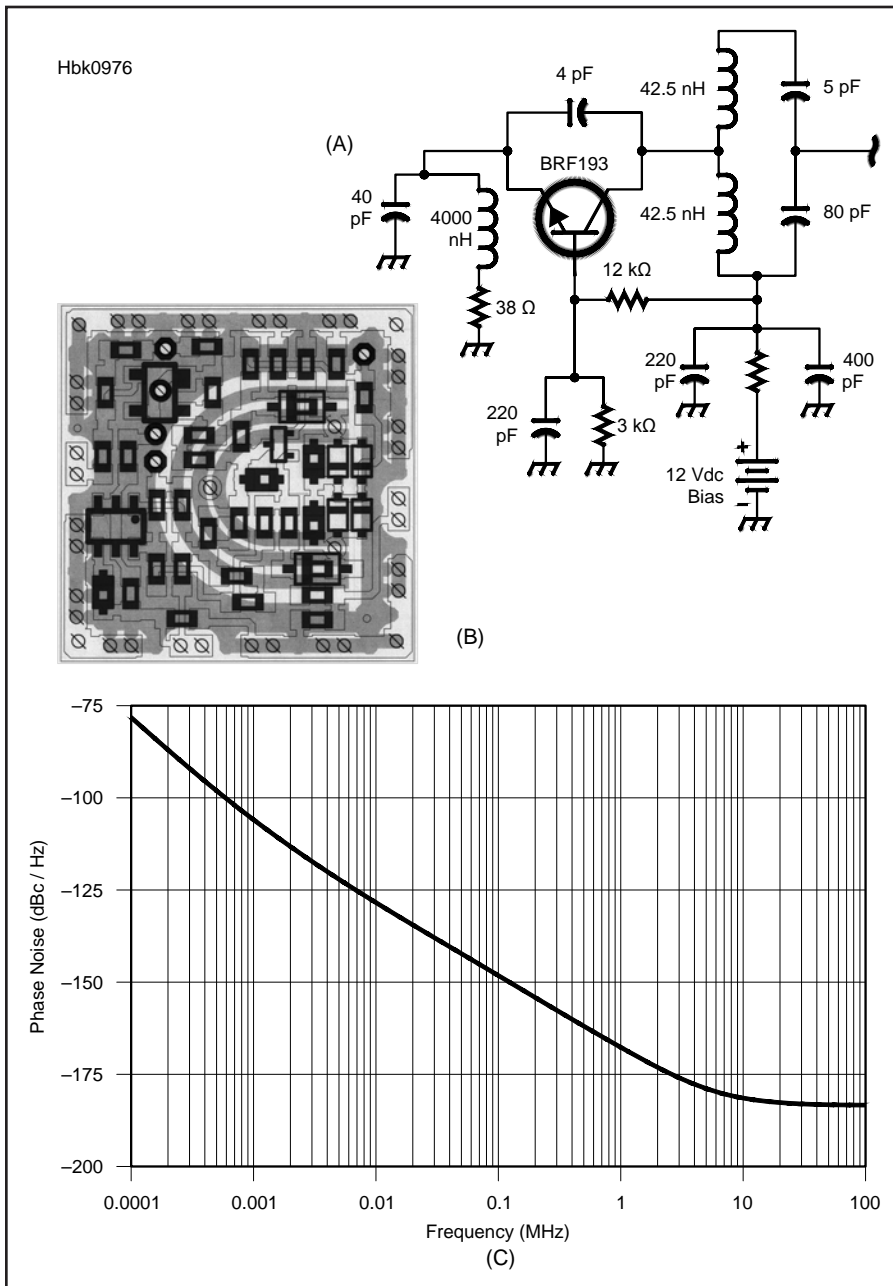 Hbk0976
(A)
4 pF
BRF193
42.5 nH
5 pF
42.5 nH
80 pF
40
pF
4000
nH
38 Ω
12 kΩ
220
pF
3 kΩ
220
pF
400
pF
+
12 Vdc
Bias
–
(B)
Phase Noise (dBc / Hz)
–75
–100
–125
–150
–175
–200
0.0001
0.001
0.01
0.1
1
10
100
Frequency (MHz)
(C)